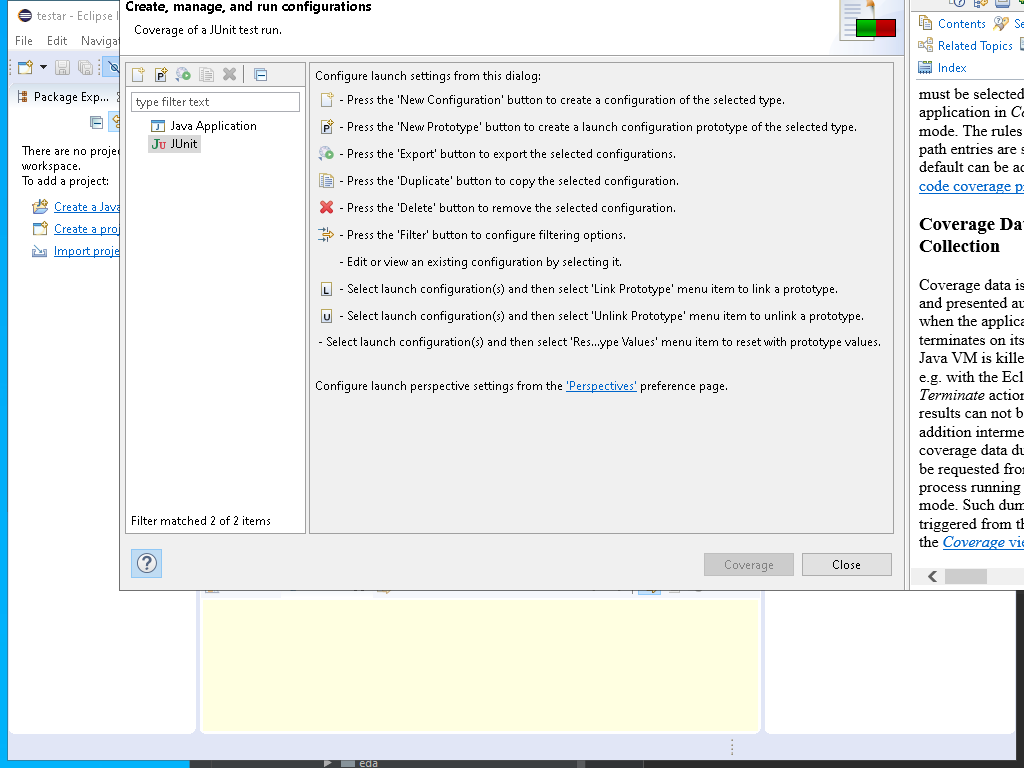 testar - Eclipse I
File Edit Navigat
Package Exp...
There are no projec
workspace.
To add a project:
Create a Java
Create a proj
Import proje
Create, manage, and run configurations
Coverage of a JUnit test run.
type filter text
Java Application
JUnit
Filter matched 2 of 2 items
Configure launch settings from this dialog:
- Press the 'New Configuration' button to create a configuration of the selected type.
- Press the 'New Prototype' button to create a launch configuration prototype of the selected type.
- Press the 'Export' button to export the selected configurations.
- Press the 'Duplicate' button to copy the selected configuration.
- Press the 'Delete' button to remove the selected configuration.
- Press the 'Filter' button to configure filtering options.
- Edit or view an existing configuration by selecting it.
L - Select launch configuration(s) and then select 'Link Prototype' menu item to link a prototype.
U - Select launch configuration(s) and then select 'Unlink Prototype' menu item to unlink a prototype.
- Select launch configuration(s) and then select 'Res...ype Values' menu item to reset with prototype values.
Configure launch perspective settings from the 'Perspectives' preference page.
Coverage
Close
Contents Se
Related Topics
Index
must be selected
application in Co
mode. The rules
path entries are s
default can be ad
code coverage p
Coverage Dat
Collection
Coverage data is
and presented au
when the applica
terminates on its
Java VM is kille
e.g. with the Ecl
Terminate action
results can not b
addition interme
coverage data du
be requested fron
process running
mode. Such dum
triggered from th
the Coverage vie
eda